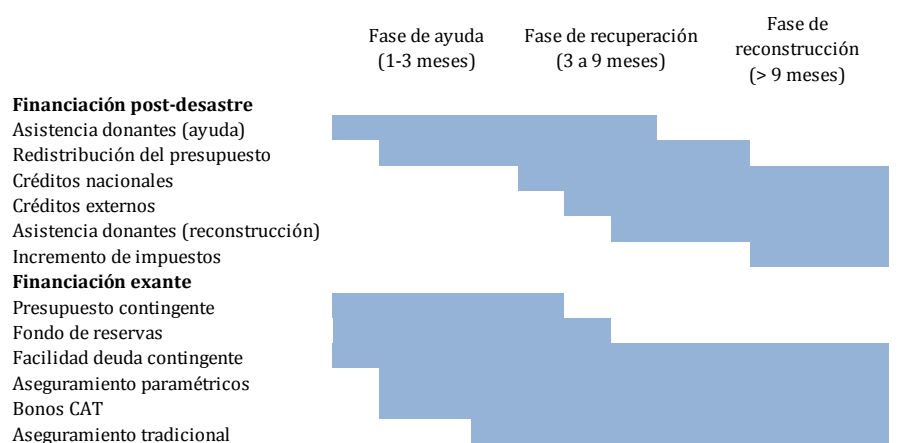 Fase de ayuda
(1-3 meses)
Fase de recuperación
(3 a 9 meses)
Fase de
reconstrucción
(> 9 meses)
Financiación post-desastre
Asistencia donantes (ayuda)
Redistribución del presupuesto
Créditos nacionales
Créditos externos
Asistencia donantes (reconstrucción)
Incremento de impuestos
Financiación exante
Presupuesto contingente
Fondo de reservas
Facilidad deuda contingente
Aseguramiento paramétricos
Bonos CAT
Aseguramiento tradicional